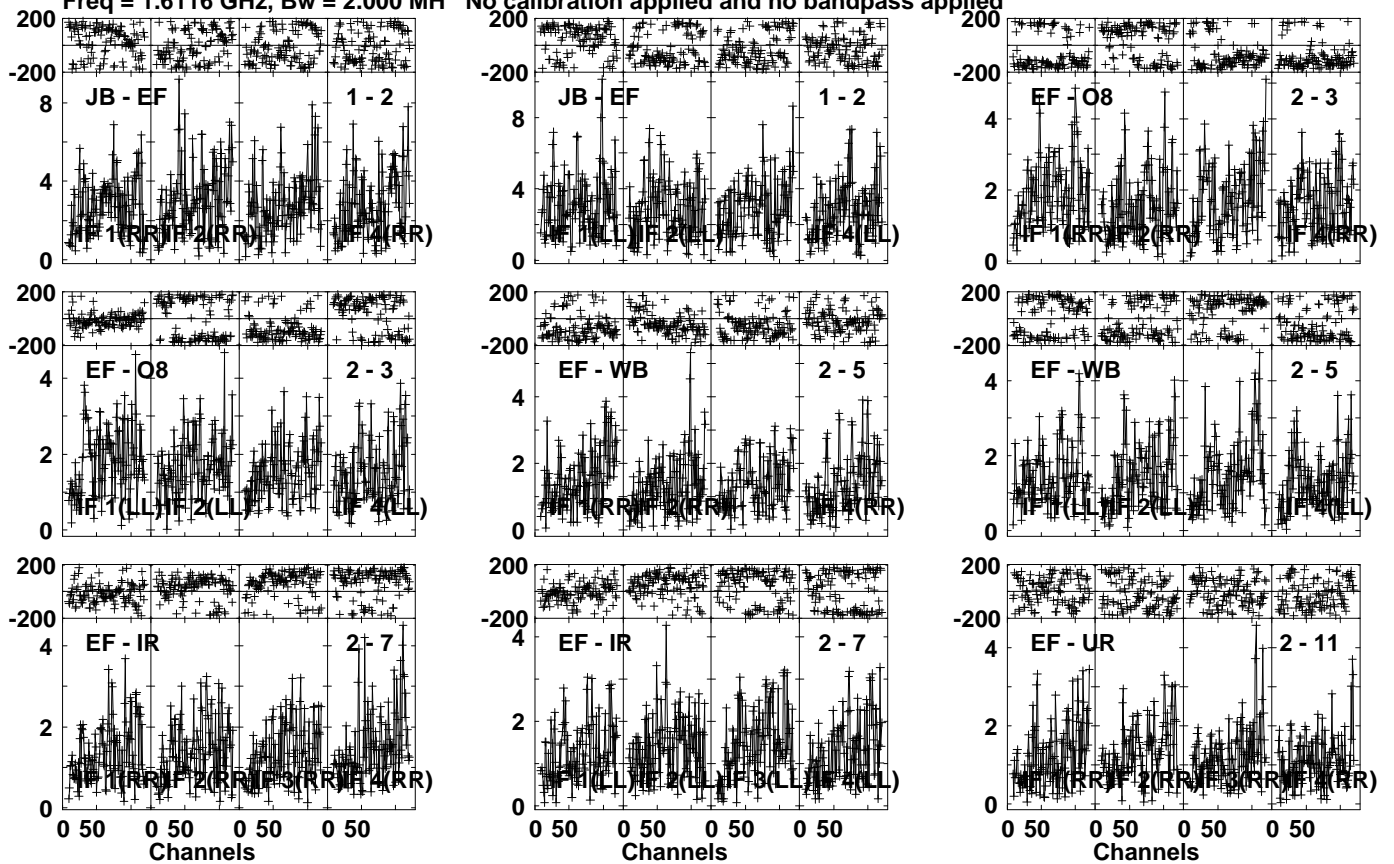 Freq = 1.6116 GHz, Bw = 2.000 MH No calibration applied and no bandpass applied
200
-200
JB - EF 1 - 2
8
4
0
IF 1(RR) IF 2(RR) IF 4(RR)
200
-200
JB - EF 1 - 2
8
4
0
IF 1(LL) IF 2(LL) IF 4(LL)
200
-200
EF - O8 2 - 3
4
2
0
IF 1(RR) IF 2(RR) IF 4(RR)
200
-200
EF - O8 2 - 3
4
2
0
IF 1(LL) IF 2(LL) IF 4(LL)
200
-200
EF - WB 2 - 5
4
2
0
IF 1(RR) IF 2(RR) IF 4(RR)
200
-200
EF - WB 2 - 5
4
2
0
IF 1(LL) IF 2(LL) IF 4(LL)
200
-200
EF - IR 2 - 7
4
2
0
IF 1(RR) IF 2(RR) IF 3(RR) IF 4(RR)
0 50 0 50 0 50 0 50
Channels
200
-200
EF - IR 2 - 7
4
2
0
IF 1(LL) IF 2(LL) IF 3(LL) IF 4(LL)
0 50 0 50 0 50 0 50
Channels
200
-200
EF - UR 2 - 11
4
2
0
IF 1(RR) IF 2(RR) IF 3(RR) IF 4(RR)
0 50 0 50 0 50 0 50
Channels